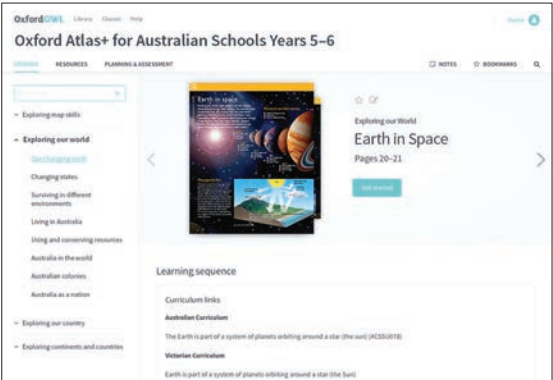 OxfordOWL Library Classes Help
Oxford Atlas+ for Australian Schools Years 5–6
RESOURCES PLANNING & ASSESSMENT NOTES BOOKMARKS
Exploring map skills
Exploring our world
Our changing world
Changing states
Surviving in different
environments
Living in Australia
Using and conserving resources
Australia in the world
Australian colonies
Australia as a nation
Exploring our country
Exploring continents and countries
Earth in space
Exploring our World
Earth in Space
Pages 20–21
Get started
Learning sequence
Curriculum links
Australian Curriculum
The Earth is part of a system of planets orbiting around a star (the sun) (ACSSU078)
Victorian Curriculum
Earth is part of a system of planets orbiting around a star (the Sun)